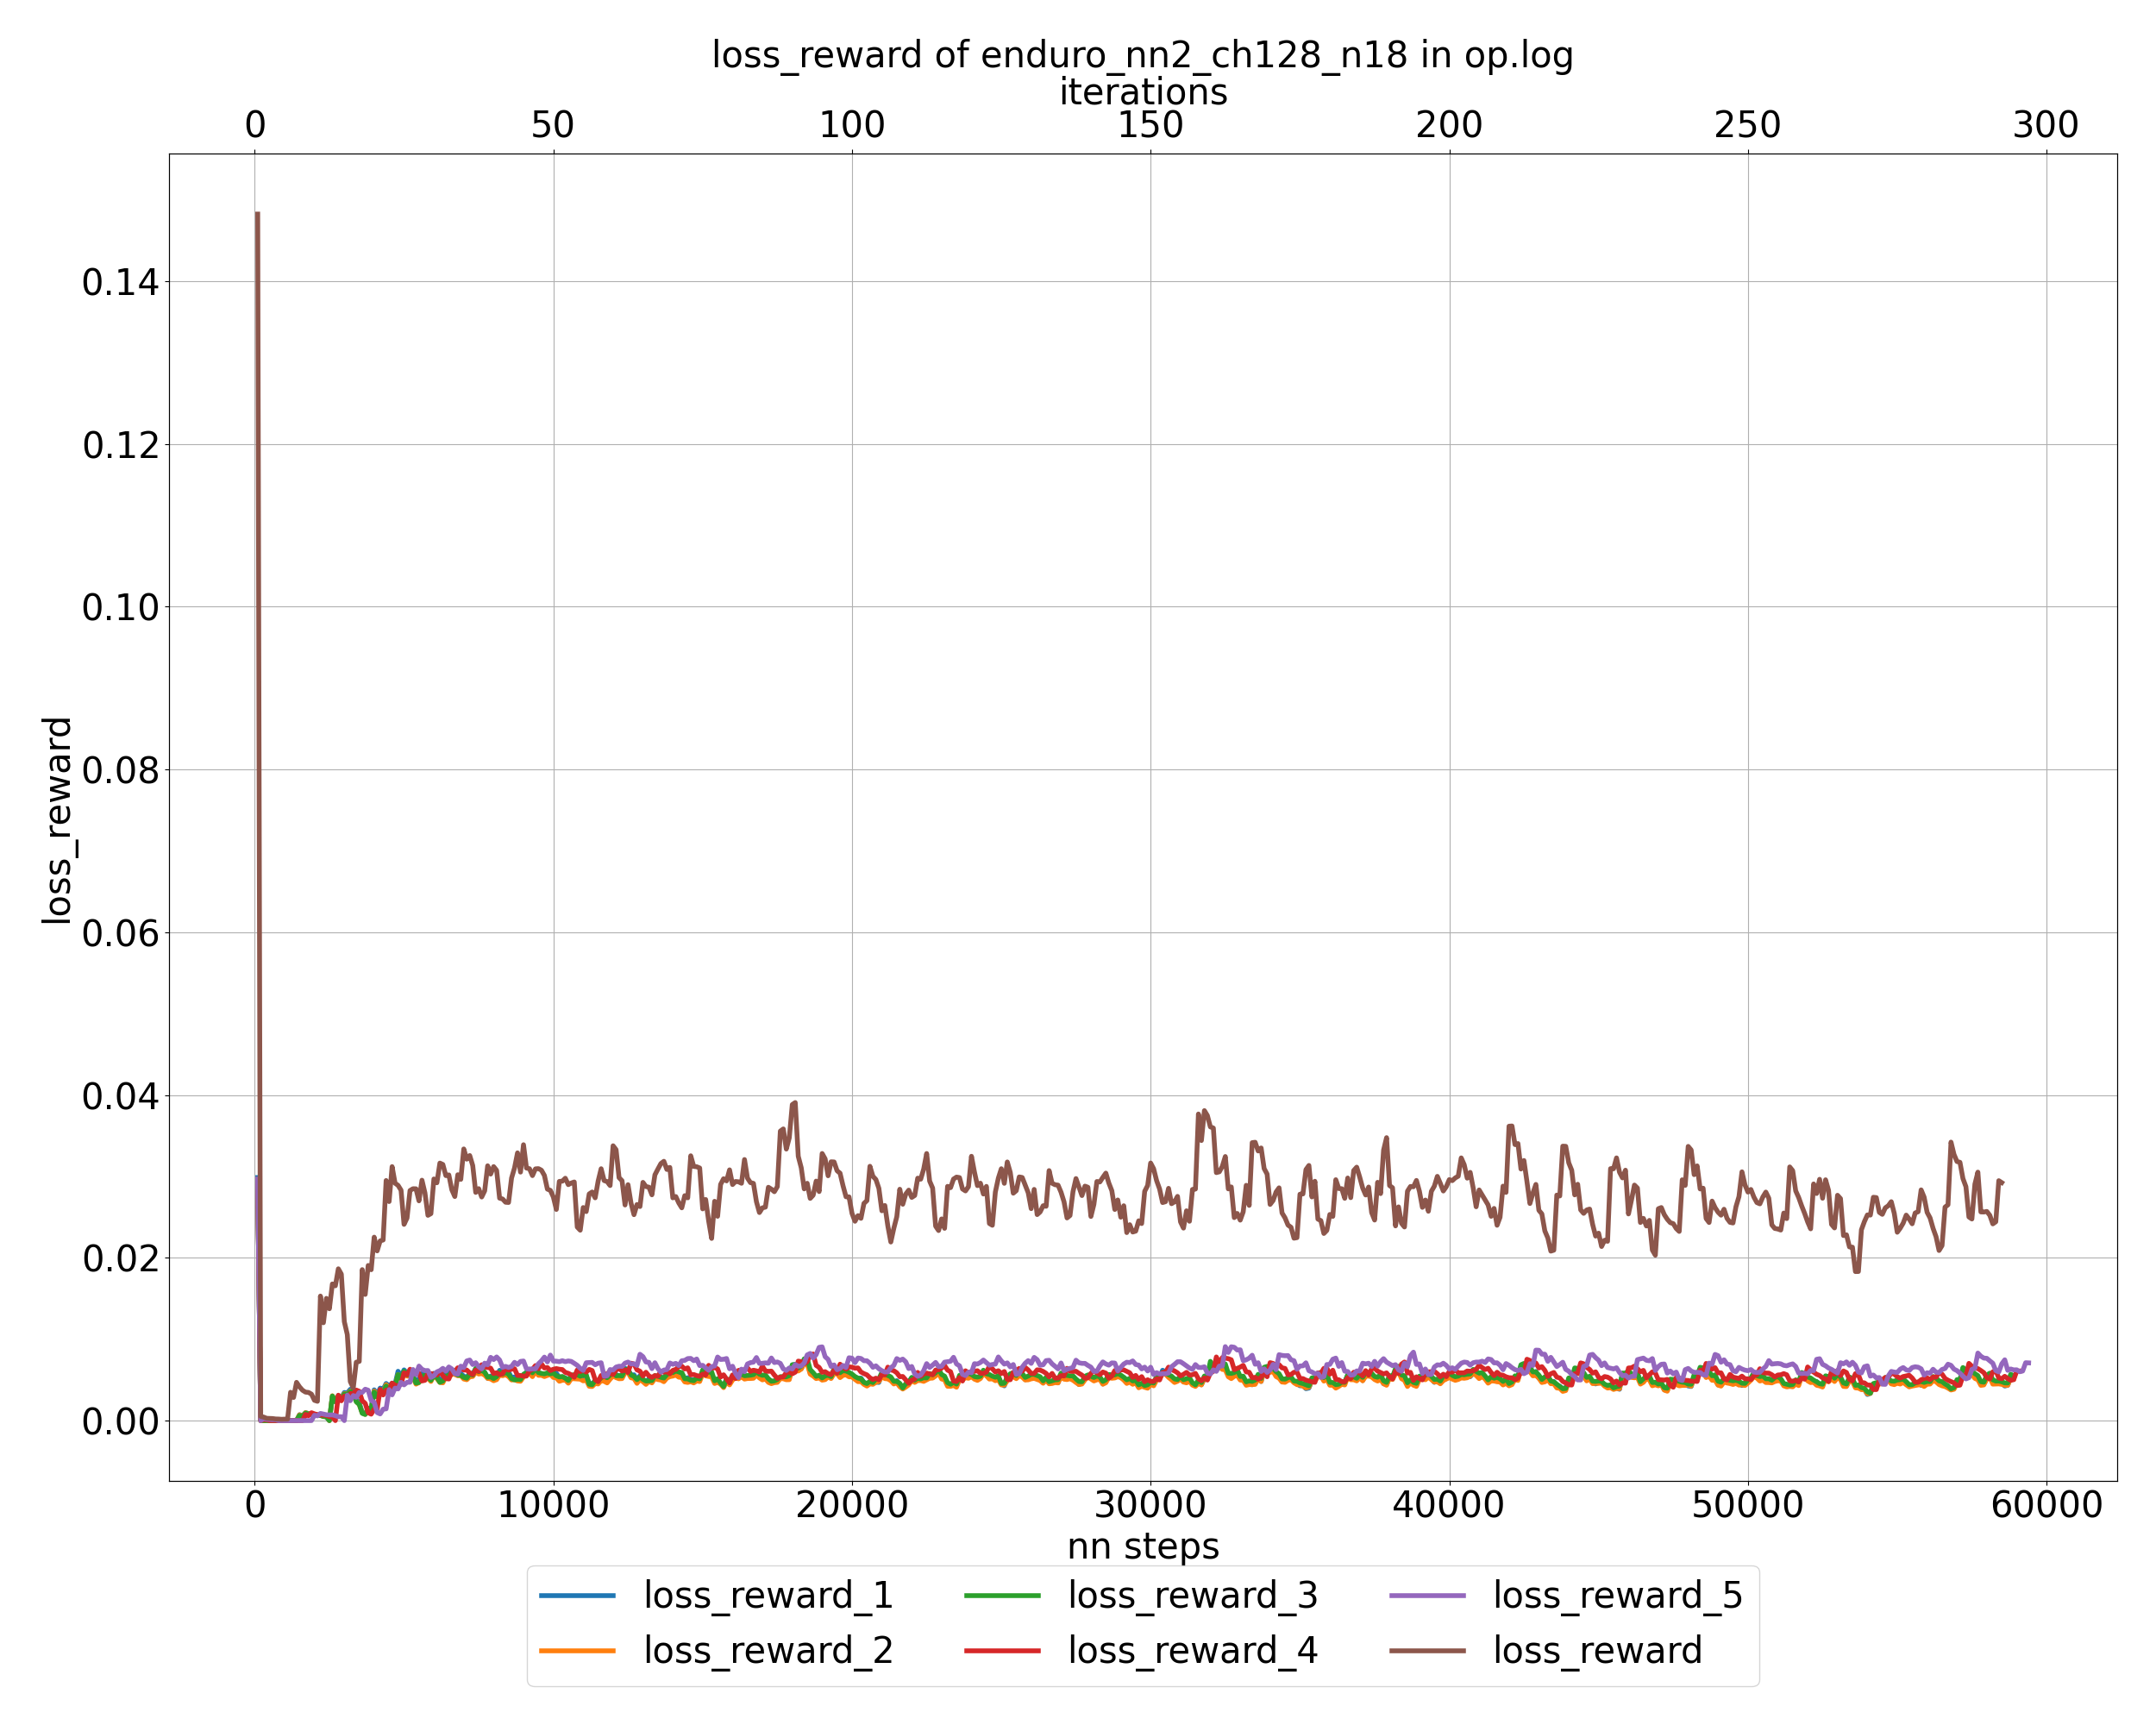 loss_reward of enduro_nn2_ch128_n18 in op.log
iterations
0 50 100 150 200 250 300
0.14
0.12
0.10
0.08
0.06
0.04
0.02
0.00
loss_reward
0 10000 20000 30000 40000 50000 60000
nn steps
loss_reward_1 loss_reward_3 loss_reward_5
loss_reward_2 loss_reward_4 loss_reward